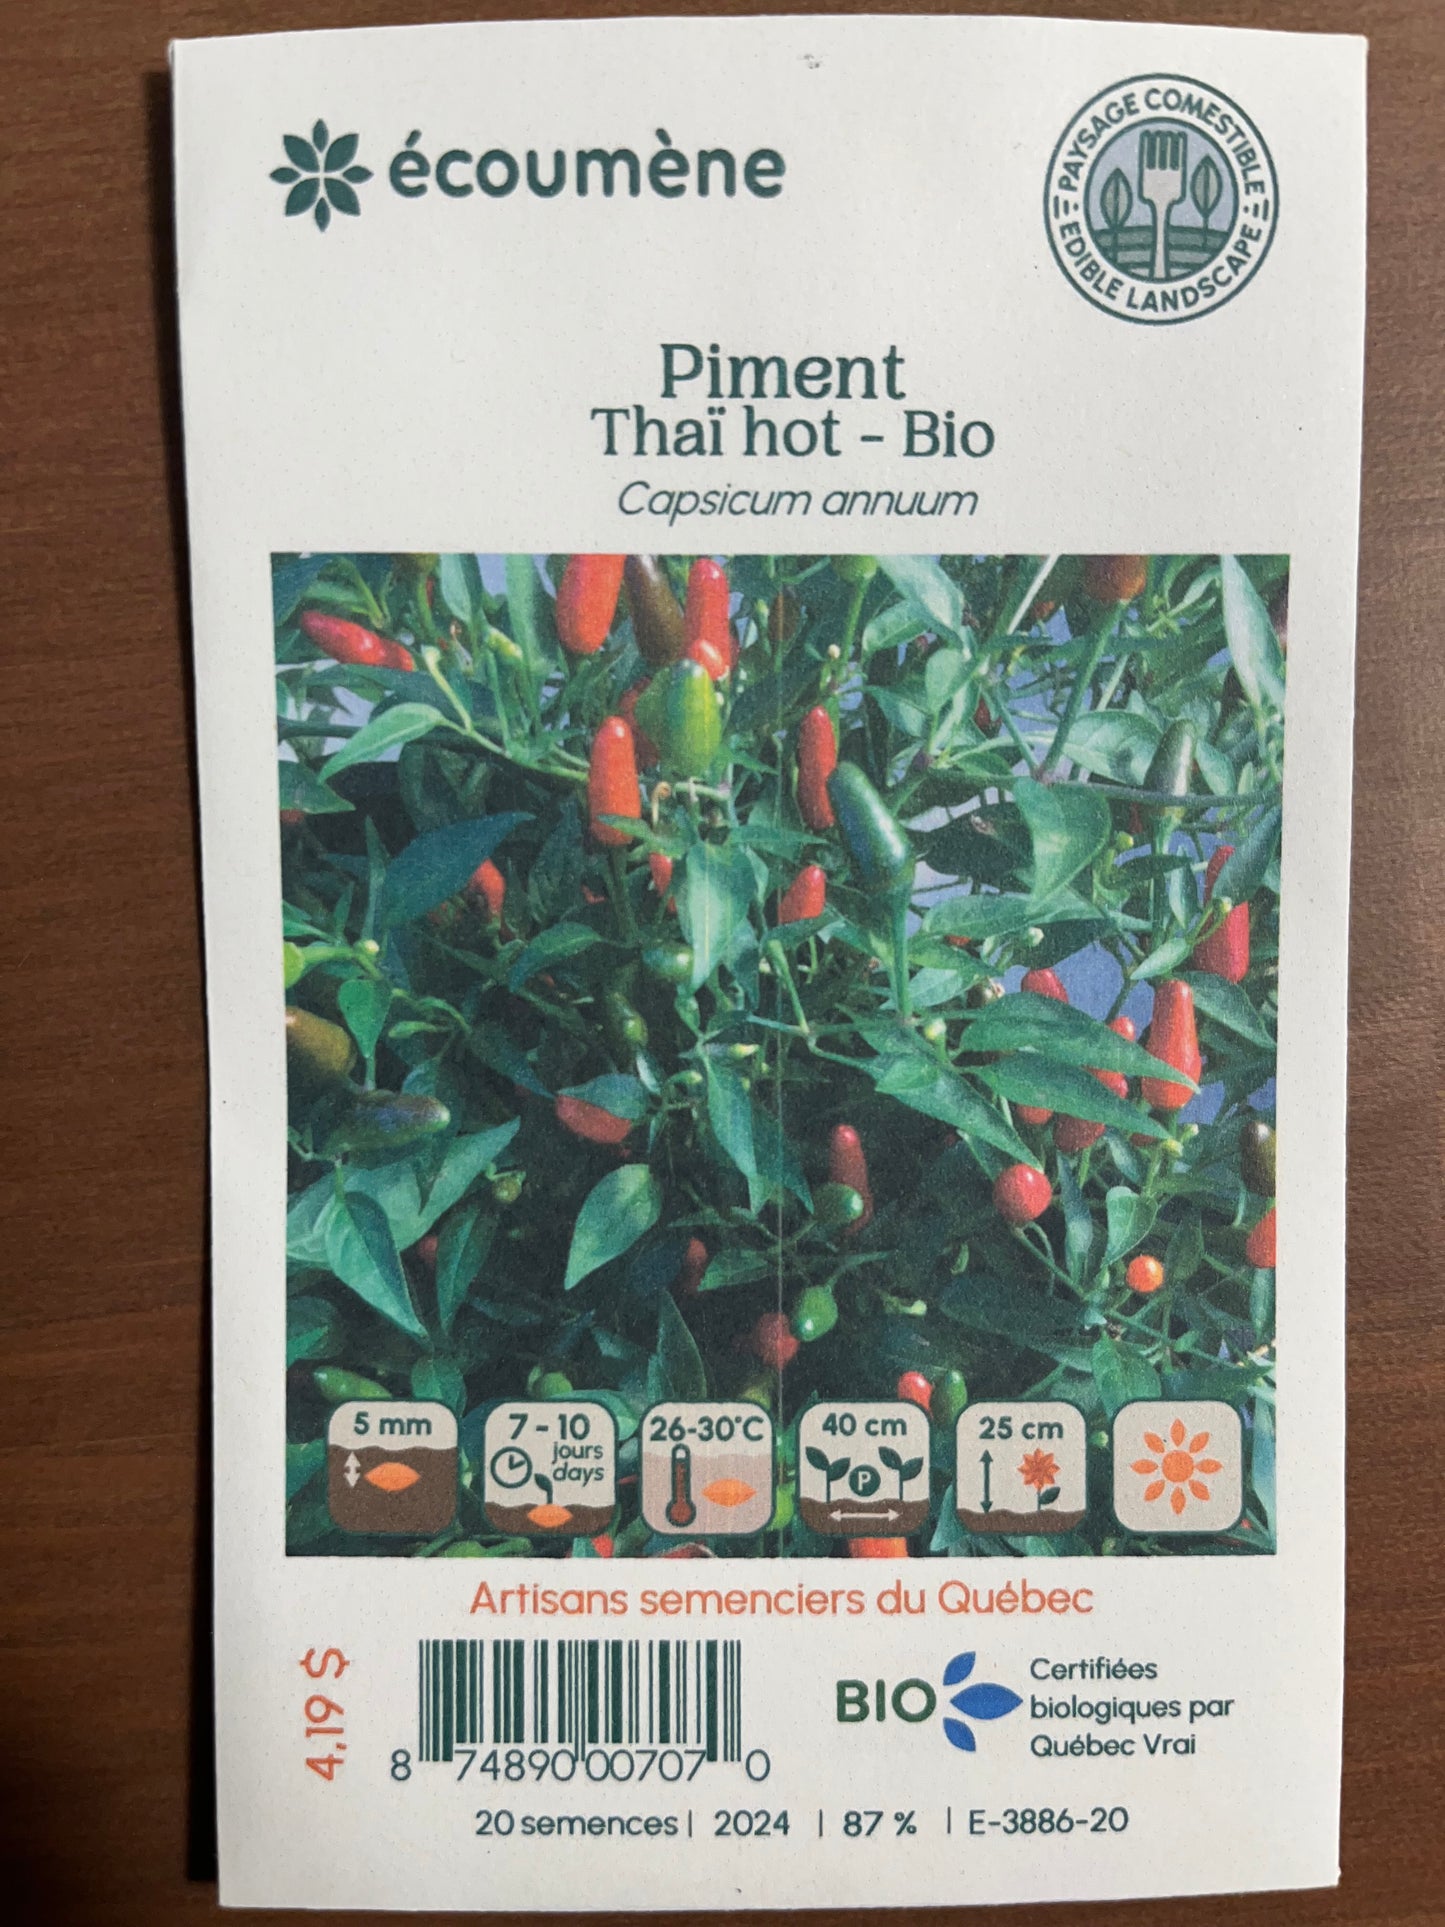 écoumène
PAYSAGE COMESTIBLE
EDIBLE LANDSCAPE
Piment
Thaï hot - Bio
Capsicum annuum
5 mm
7 - 10
jours
days
26-30°C
40 cm
P
25 cm
Artisans semenciers du Québec
4,19 $
8 74890 00707 0
BIO
Certifiées
biologiques par
Québec Vrai
20 semences | 2024 | 87 % | E-3886-20